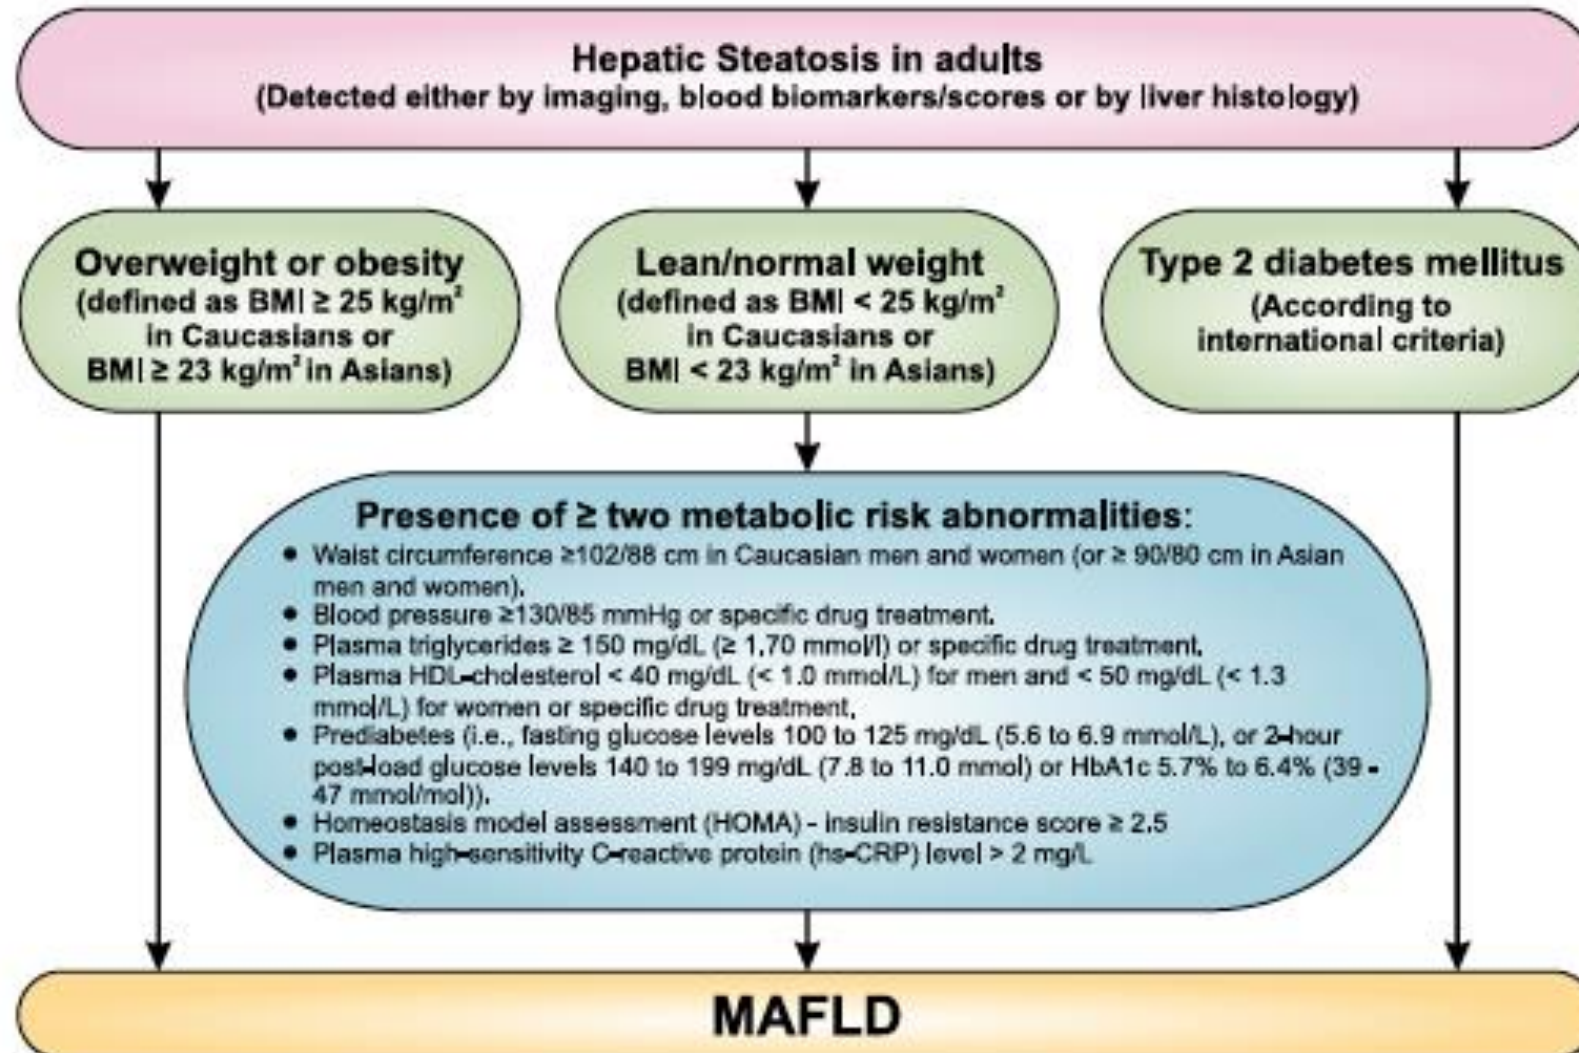 Hepatic Steatosis in adults
(Detected either by imaging, blood biomarkers/scores or by liver histology)
Overweight or obesity
(defined as BMI ≥ 25 kg/m²
in Caucasians or
BMI ≥ 23 kg/m² in Asians)
Lean/normal weight
(defined as BMI < 25 kg/m²
in Caucasians or
BMI < 23 kg/m² in Asians)
Type 2 diabetes mellitus
(According to
international criteria)
Presence of ≥ two metabolic risk abnormalities:
• Waist circumference ≥102/88 cm in Caucasian men and women (or ≥ 90/80 cm in Asian
men and women).
• Blood pressure ≥130/85 mmHg or specific drug treatment.
• Plasma triglycerides ≥ 150 mg/dL (≥ 1.70 mmol/l) or specific drug treatment.
• Plasma HDL-cholesterol < 40 mg/dL (< 1.0 mmol/L) for men and < 50 mg/dL (< 1.3
mmol/L) for women or specific drug treatment.
• Prediabetes (i.e., fasting glucose levels 100 to 125 mg/dL (5.6 to 6.9 mmol/L), or 2-hour
post-load glucose levels 140 to 199 mg/dL (7.8 to 11.0 mmol) or HbA1c 5.7% to 6.4% (39 -
47 mmol/mol)).
• Homeostasis model assessment (HOMA) - insulin resistance score ≥ 2.5
• Plasma high-sensitivity C-reactive protein (hs-CRP) level > 2 mg/L
MAFLD